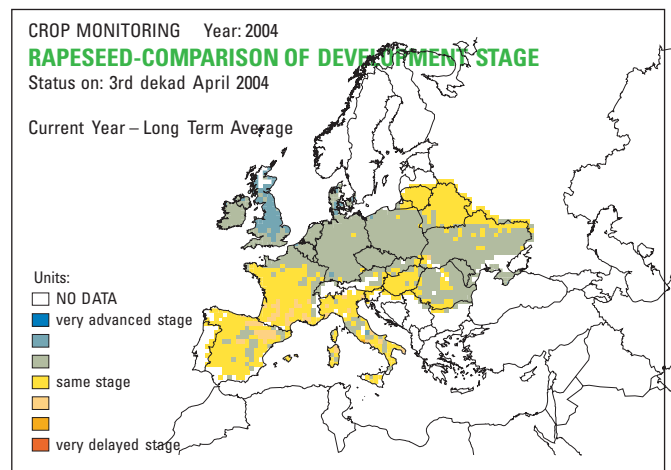 CROP MONITORING Year: 2004
RAPESEED-COMPARISON OF DEVELOPMENT STAGE
Status on: 3rd dekad April 2004
Current Year – Long Term Average
Units:
NO DATA
very advanced stage
same stage
very delayed stage